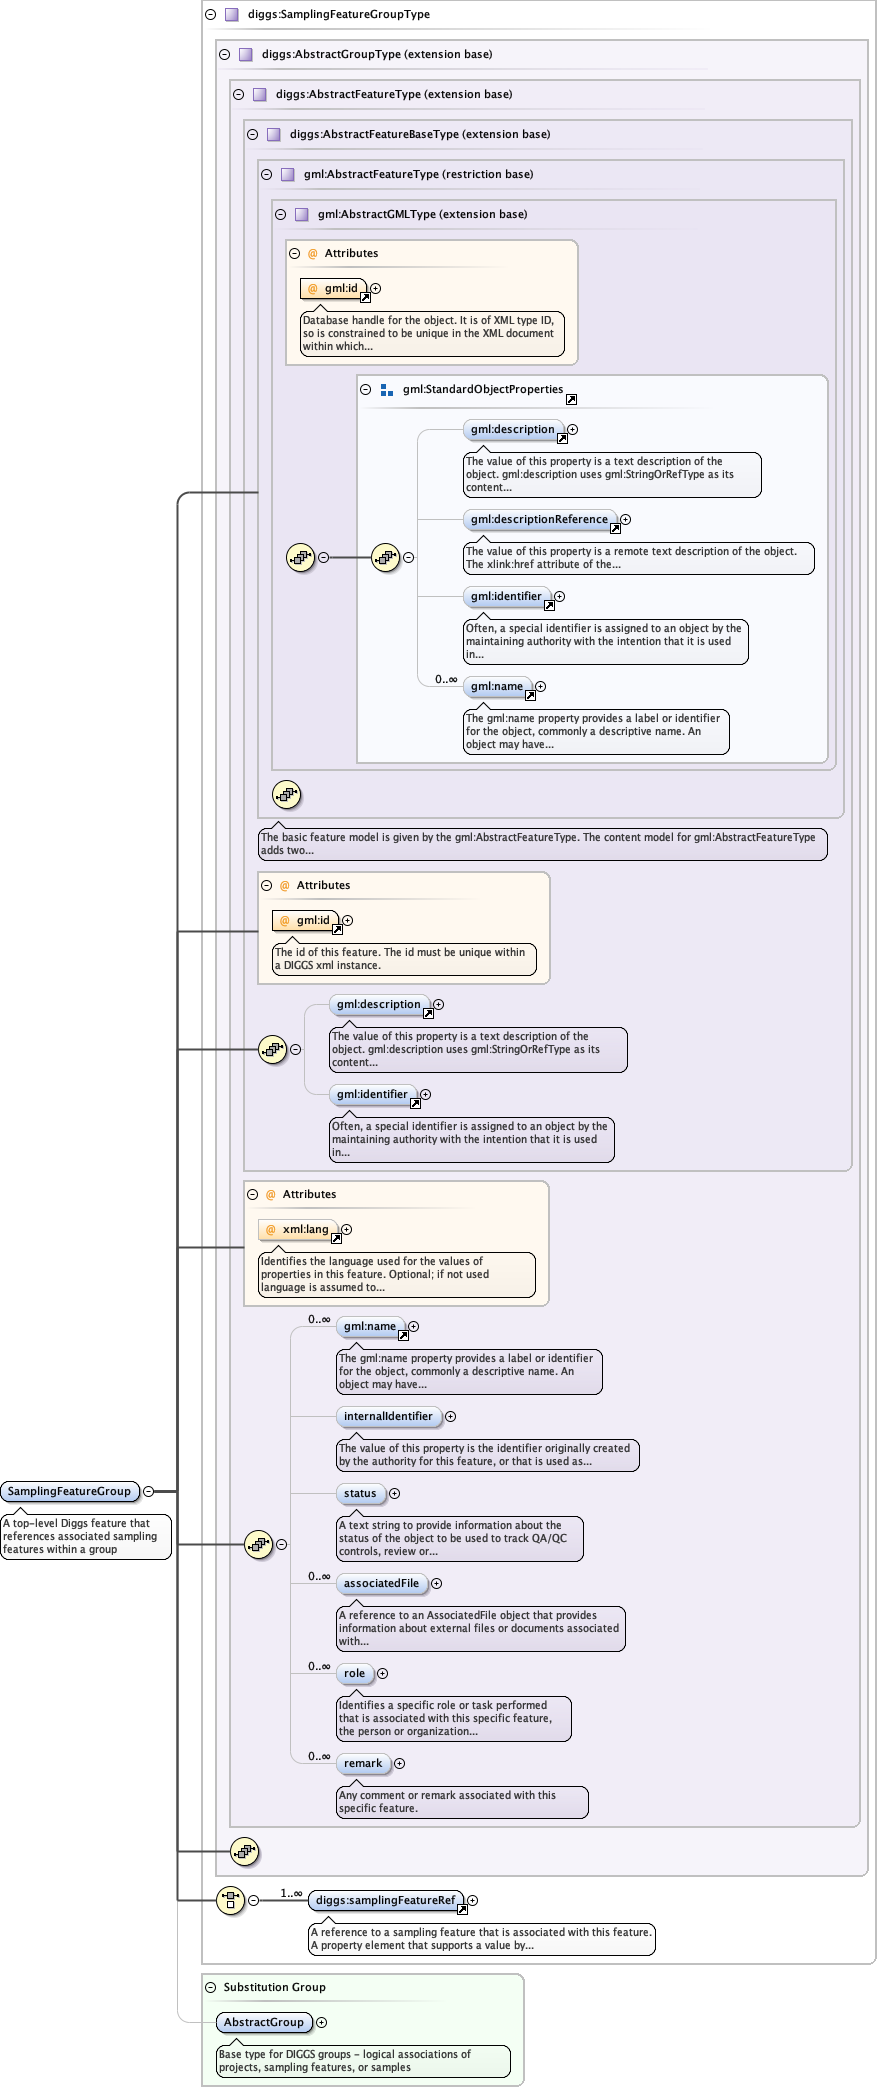 diggs:SamplingFeatureGroupType
diggs:AbstractGroupType (extension base)
diggs:AbstractFeatureType (extension base)
diggs:AbstractFeatureBaseType (extension base)
gml:AbstractFeatureType (restriction base)
gml:AbstractGMLType (extension base)
@ Attributes
@ gml:id
Database handle for the object. It is of XML type ID,
so is constrained to be unique in the XML document
within which...
gml:StandardObjectProperties
gml:description
The value of this property is a text description of the
object. gml:description uses gml:StringOrRefType as its
content...
gml:descriptionReference
The value of this property is a remote text description of the object.
The xlink:href attribute of the...
gml:identifier
Often, a special identifier is assigned to an object by the
maintaining authority with the intention that it is used
in...
0..∞ gml:name
The gml:name property provides a label or identifier
for the object, commonly a descriptive name. An
object may have...
The basic feature model is given by the gml:AbstractFeatureType. The content model for gml:AbstractFeatureType
adds two...
@ Attributes
@ gml:id
The id of this feature. The id must be unique within
a DIGGS xml instance.
gml:description
The value of this property is a text description of the
object. gml:description uses gml:StringOrRefType as its
content...
gml:identifier
Often, a special identifier is assigned to an object by the
maintaining authority with the intention that it is used
in...
@ Attributes
@ xml:lang
Identifies the language used for the values of
properties in this feature. Optional; if not used
language is assumed to...
0..∞ gml:name
The gml:name property provides a label or identifier
for the object, commonly a descriptive name. An
object may have...
internalIdentifier
The value of this property is the identifier originally created
by the authority for this feature, or that is used as...
status
A text string to provide information about the
status of the object to be used to track QA/QC
controls, review or...
SamplingFeatureGroup
A top-level Diggs feature that
references associated sampling
features within a group
0..∞ associatedFile
A reference to an AssociatedFile object that provides
information about external files or documents associated
with...
0..∞ role
Identifies a specific role or task performed
that is associated with this specific feature,
the person or organization...
0..∞ remark
Any comment or remark associated with this
specific feature.
1..∞ diggs:samplingFeatureRef
A reference to a sampling feature that is associated with this feature.
A property element that supports a value by...
Substitution Group
AbstractGroup
Base type for DIGGS groups - logical associations of
projects, sampling features, or samples